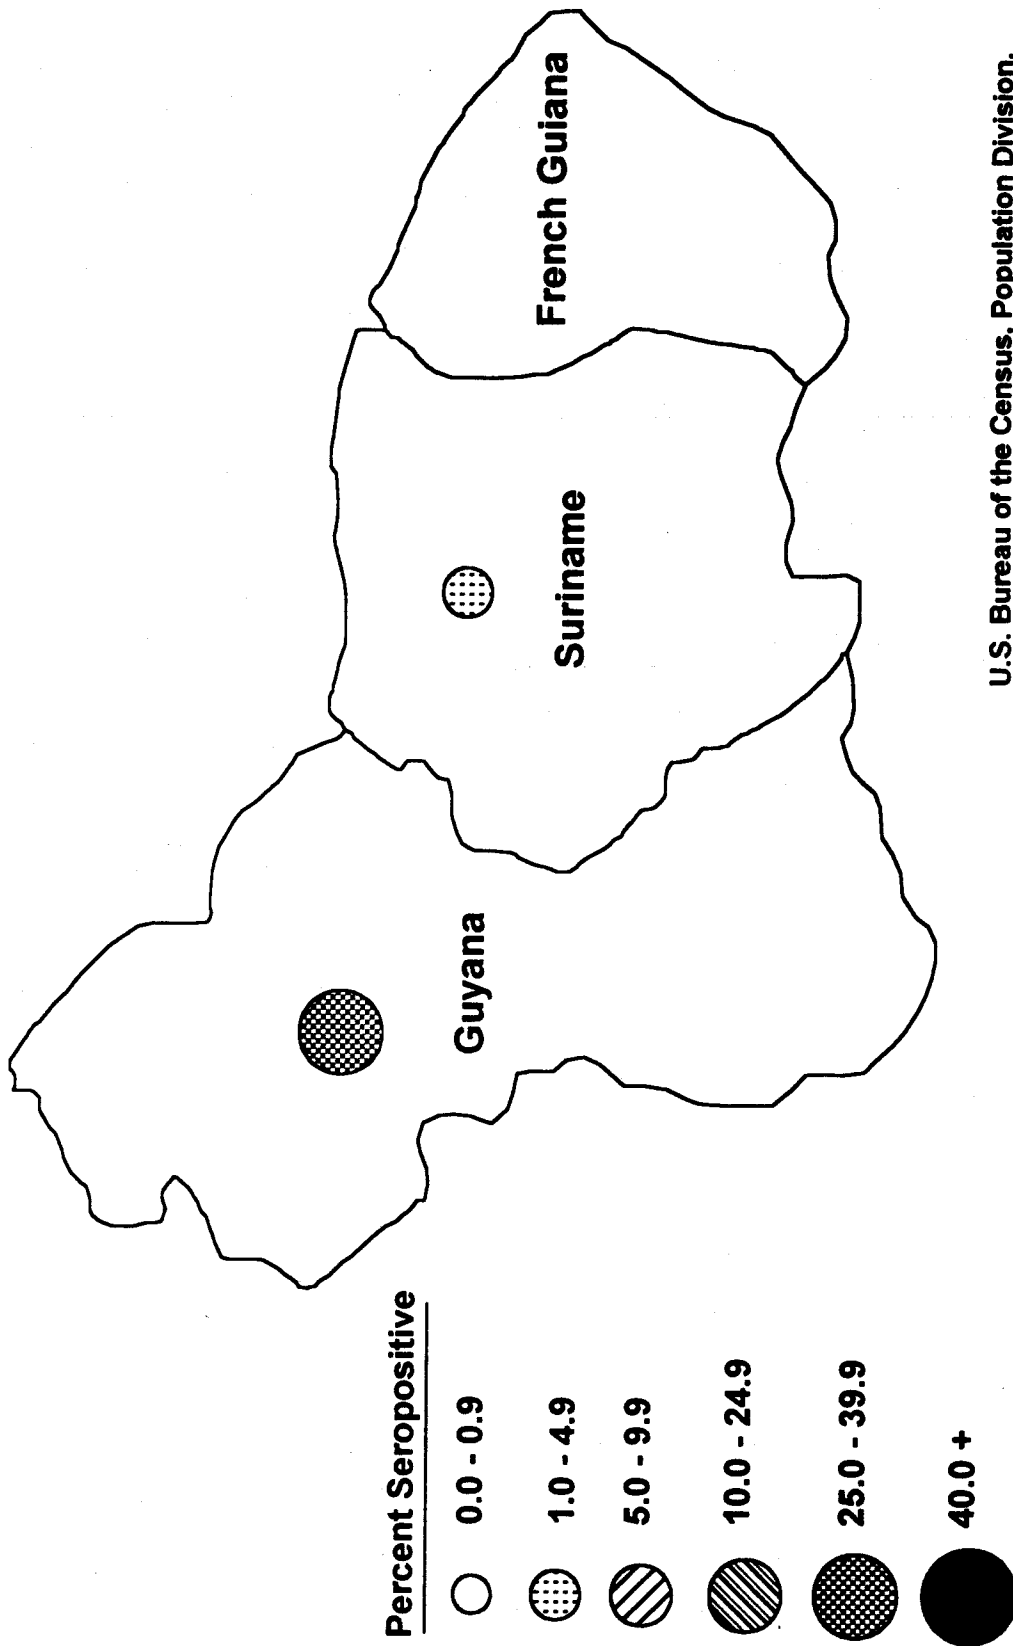 French Guiana
Suriname
Guyana
Percent Seropositive
0.0 - 0.9
1.0 - 4.9
5.0 - 9.9
10.0 - 24.9
25.0 - 39.9
40.0 +
U.S. Bureau of the Census, Population Division.